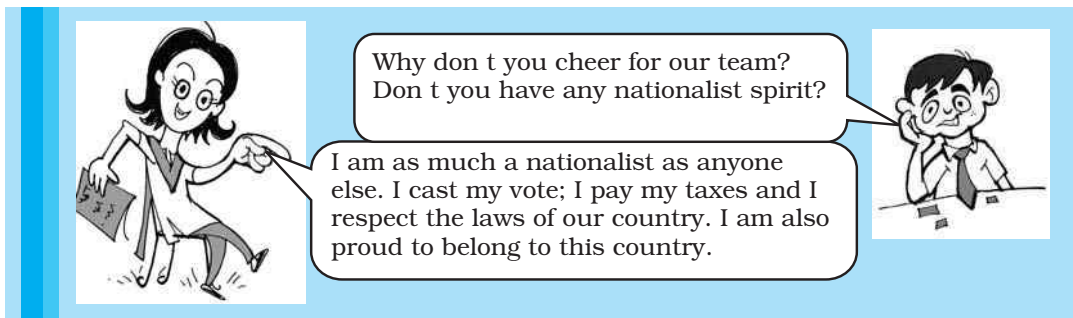 Why don t you cheer for our team?
Don t you have any nationalist spirit?
I am as much a nationalist as anyone
else. I cast my vote; I pay my taxes and I
respect the laws of our country. I am also
proud to belong to this country.